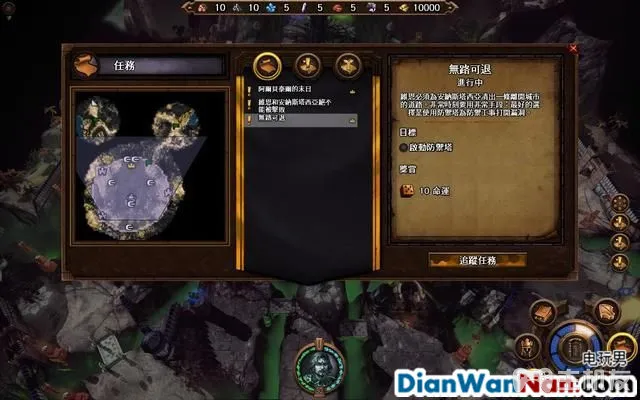 10 10 5 5 5 5 10000
任務
阿爾貝泰爾的末日
維思和安納斯塔西亞絕不
能被擊敗
無路可退
無路可退
進行中
維思必須為安納斯塔西亞清出一條離開城市
的道路。非常時刻要用非常手段：最好的選
擇是使用防禦塔為防禦工事打開漏洞。
目標
啟動防禦塔
獎賞
10 命運
追蹤任務
电玩男
DianWanNan.com